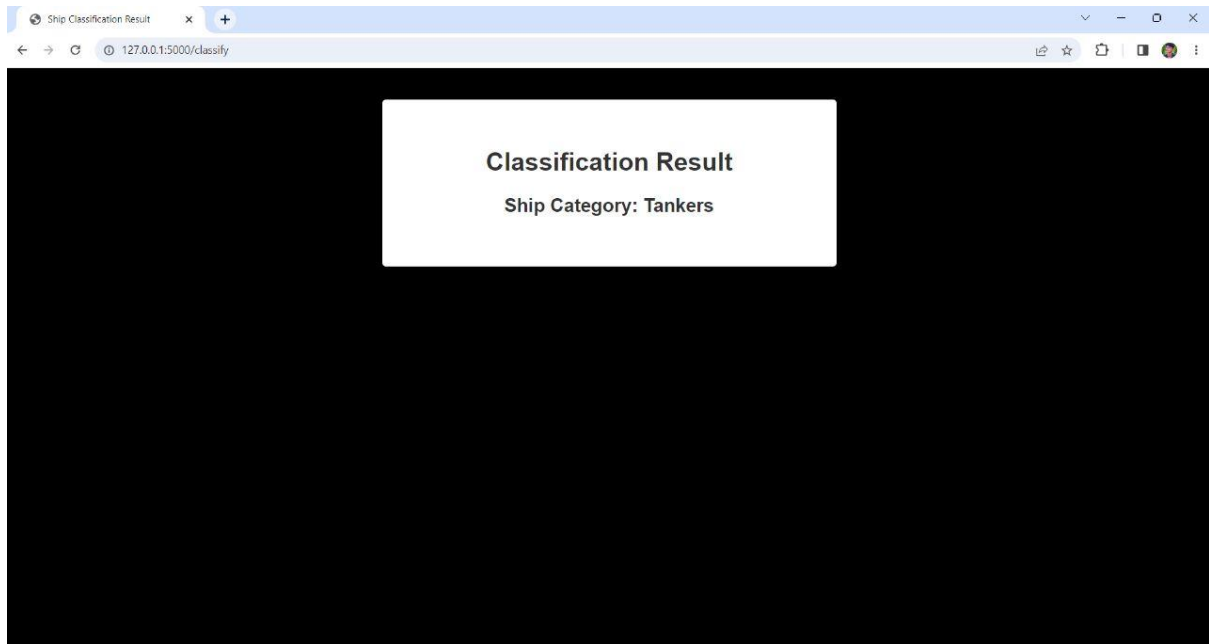 Ship Classification Result
127.0.0.1:5000/classify
Classification Result
Ship Category: Tankers